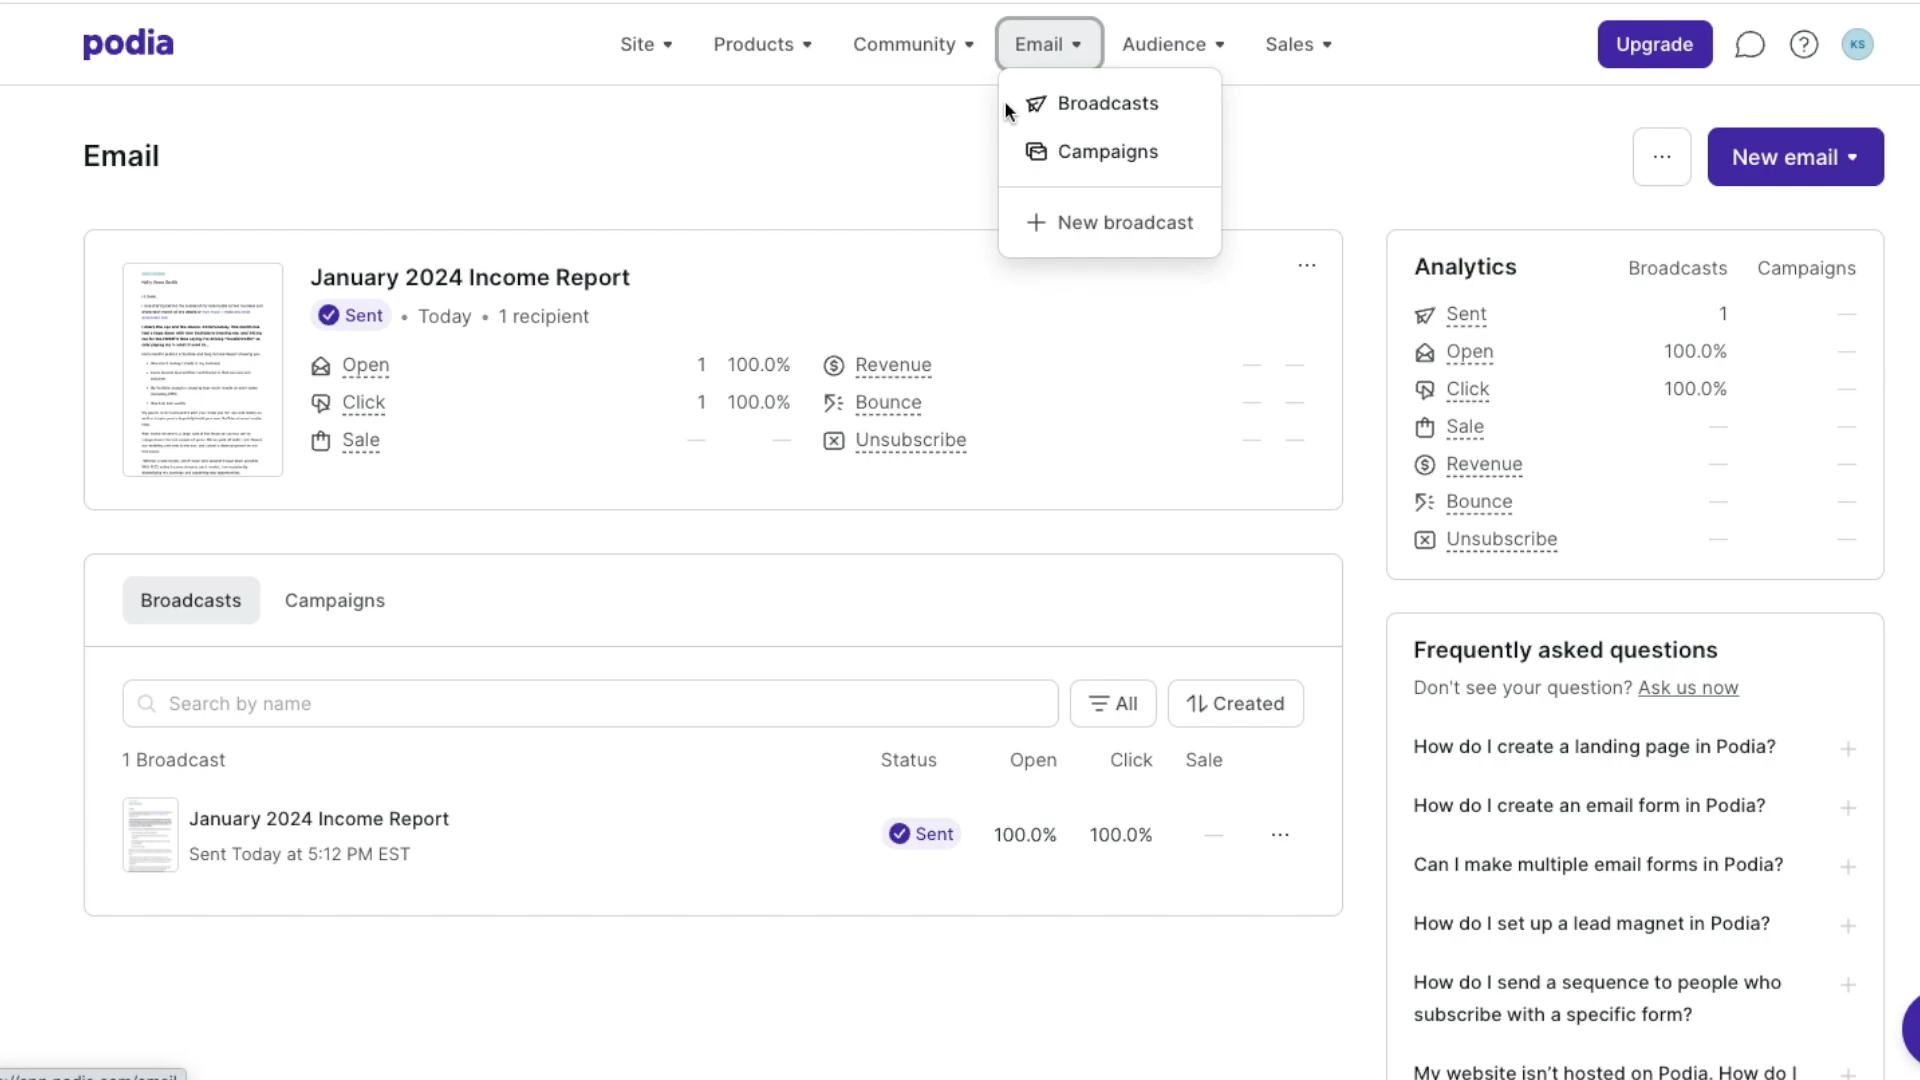 podia
Site
Products
Community
Email
Audience
Sales
Upgrade
KS
Broadcasts
Campaigns
New broadcast
Email
...
New email
January 2024 Income Report
...
Sent • Today • 1 recipient
Open 1 100.0%
Click 1 100.0%
Sale — —
Revenue — —
Bounce — —
Unsubscribe — —
Analytics Broadcasts Campaigns
Sent 1 —
Open 100.0% —
Click 100.0% —
Sale — —
Revenue — —
Bounce — —
Unsubscribe — —
Broadcasts Campaigns
Search by name
All
Created
1 Broadcast Status Open Click Sale
January 2024 Income Report
Sent Today at 5:12 PM EST
Sent 100.0% 100.0% — ...
Frequently asked questions
Don't see your question? Ask us now
How do I create a landing page in Podia?
How do I create an email form in Podia?
Can I make multiple email forms in Podia?
How do I set up a lead magnet in Podia?
How do I send a sequence to people who
subscribe with a specific form?
My website isn't hosted on Podia. How do I